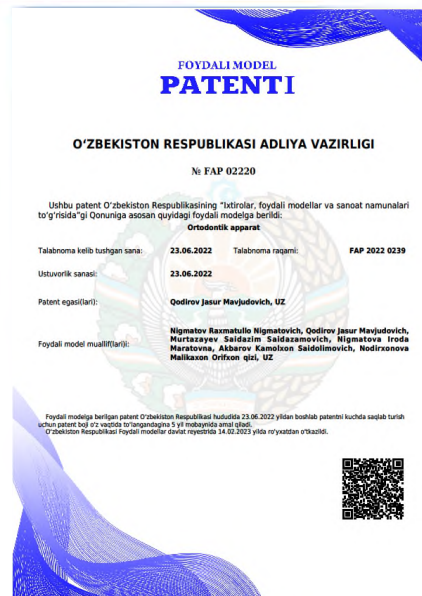 FOYDALI MODEL
PATENTI
O‘ZBEKISTON RESPUBLIKASI ADLIYA VAZIRLIGI
№ FAP 02220
Ushbu patent O‘zbekiston Respublikasining “Ixtirolar, foydali modellar va sanoat namunalari
to‘g‘risida”gi Qonuniga asosan quyidagi foydali modelga berildi:
Ortodontik apparat
Talabnoma kelib tushgan sana: 23.06.2022 Talabnoma raqami: FAP 2022 0239
Ustuvorlik sanasi: 23.06.2022
Patent egasi(lari): Qodirov Jasur Mavjudovich, UZ
Foydali model muallif(lari)i: Nigmatov Raxmatullo Nigmatovich, Qodirov Jasur Mavjudovich,
Murtazayev Saidazim Saidazamovich, Nigmatova Iroda
Maratovna, Akbarov Kamolxon Saidolimovich, Nodirxonova
Malikaxon Orifxon qizi, UZ
Foydali modelga berilgan patent O‘zbekiston Respublikasi hududida 23.06.2022 yildan boshlab patentni kuchda saqlab turish
uchun patent boji o‘z vaqtida to‘langandagina 5 yil mobaynida amal qiladi.
O‘zbekiston Respublikasi Foydali modellar davlat reyestrida 14.02.2023 yilda ro‘yxatdan o‘tkazildi.